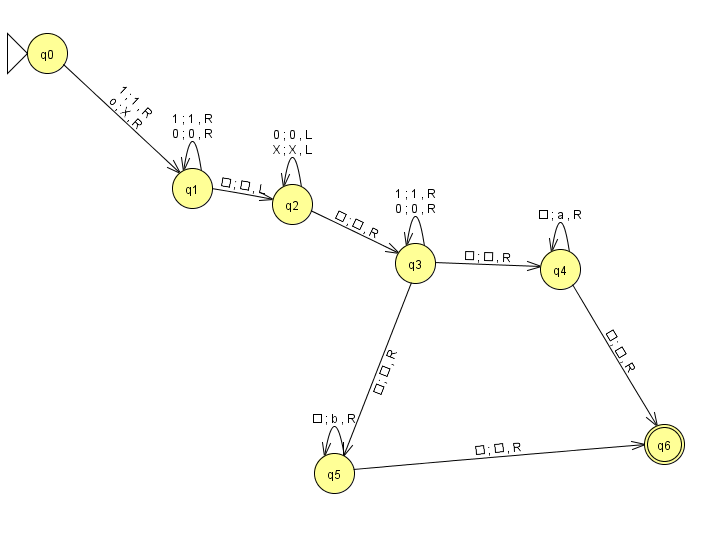 q0
1 ; 1 , R
o ; X , R
1 ; 1 , R
0 ; 0 , R
q1
□ ; □ , L
0 ; 0 , L
X ; X , L
q2
□ ; □ , R
1 ; 1 , R
0 ; 0 , R
q3
□ ; □ , R
□ ; a , R
q4
□ ; □ , R
□ ; □ , R
□ ; b , R
q5
□ ; □ , R
q6